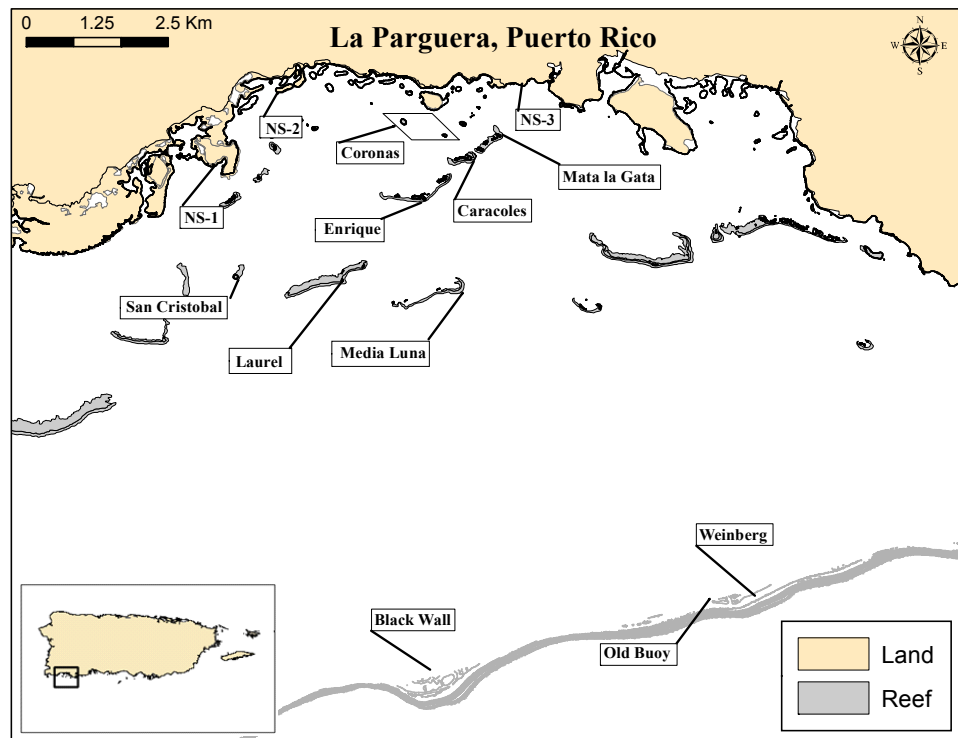 0 1.25 2.5 Km
La Parguera, Puerto Rico
N
W E
S
NS-2
NS-3
Coronas
Mata la Gata
NS-1
Enrique
Caracoles
San Cristobal
Laurel
Media Luna
Weinberg
Black Wall
Old Buoy
Land
Reef